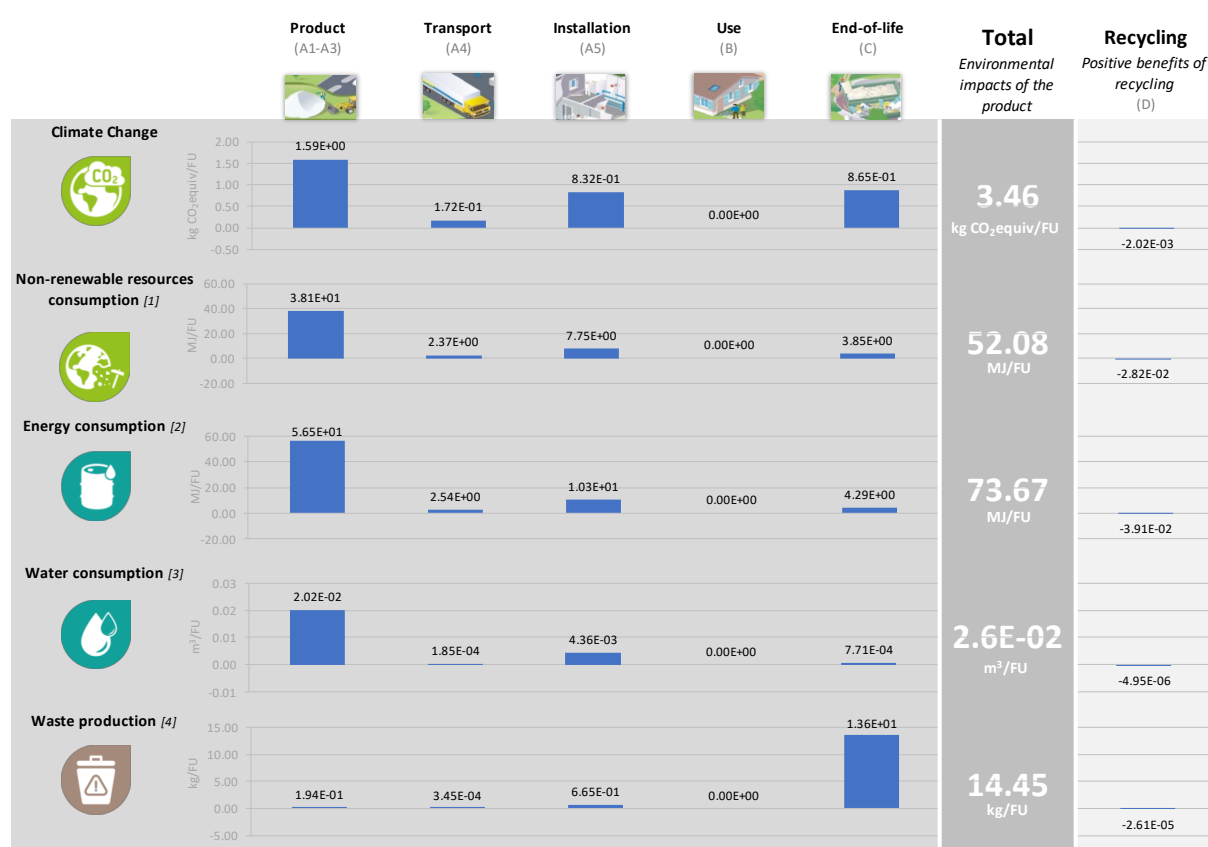 Product
(A1-A3)
Transport
(A4)
Installation
(A5)
Use
(B)
End-of-life
(C)
Total
Environmental
impacts of the
product
Recycling
Positive benefits of
recycling
(D)
Climate Change
CO₂
kg CO₂equiv/FU
2.00
1.50
1.00
0.50
0.00
-0.50
1.59E+00
1.72E-01
8.32E-01
0.00E+00
8.65E-01
3.46
kg CO₂equiv/FU
-2.02E-03
Non-renewable resources
consumption [1]
MJ/FU
60.00
40.00
20.00
0.00
-20.00
3.81E+01
2.37E+00
7.75E+00
0.00E+00
3.85E+00
52.08
MJ/FU
-2.82E-02
Energy consumption [2]
MJ/FU
60.00
40.00
20.00
0.00
-20.00
5.65E+01
2.54E+00
1.03E+01
0.00E+00
4.29E+00
73.67
MJ/FU
-3.91E-02
Water consumption [3]
m³/FU
0.03
0.02
0.01
0.00
-0.01
2.02E-02
1.85E-04
4.36E-03
0.00E+00
7.71E-04
2.6E-02
m³/FU
-4.95E-06
Waste production [4]
kg/FU
15.00
10.00
5.00
0.00
-5.00
1.94E-01
3.45E-04
6.65E-01
0.00E+00
1.36E+01
14.45
kg/FU
-2.61E-05